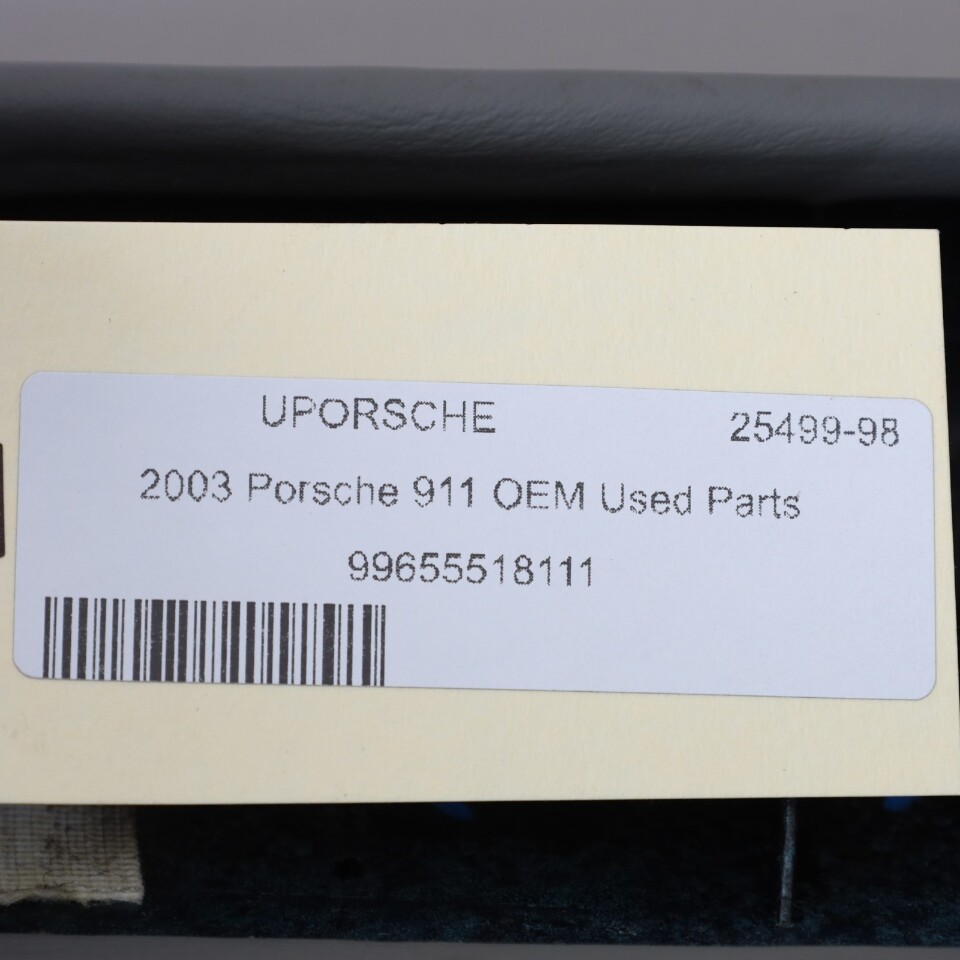 UPORSCHE 25499-98
2003 Porsche 911 OEM Used Parts
99655518111